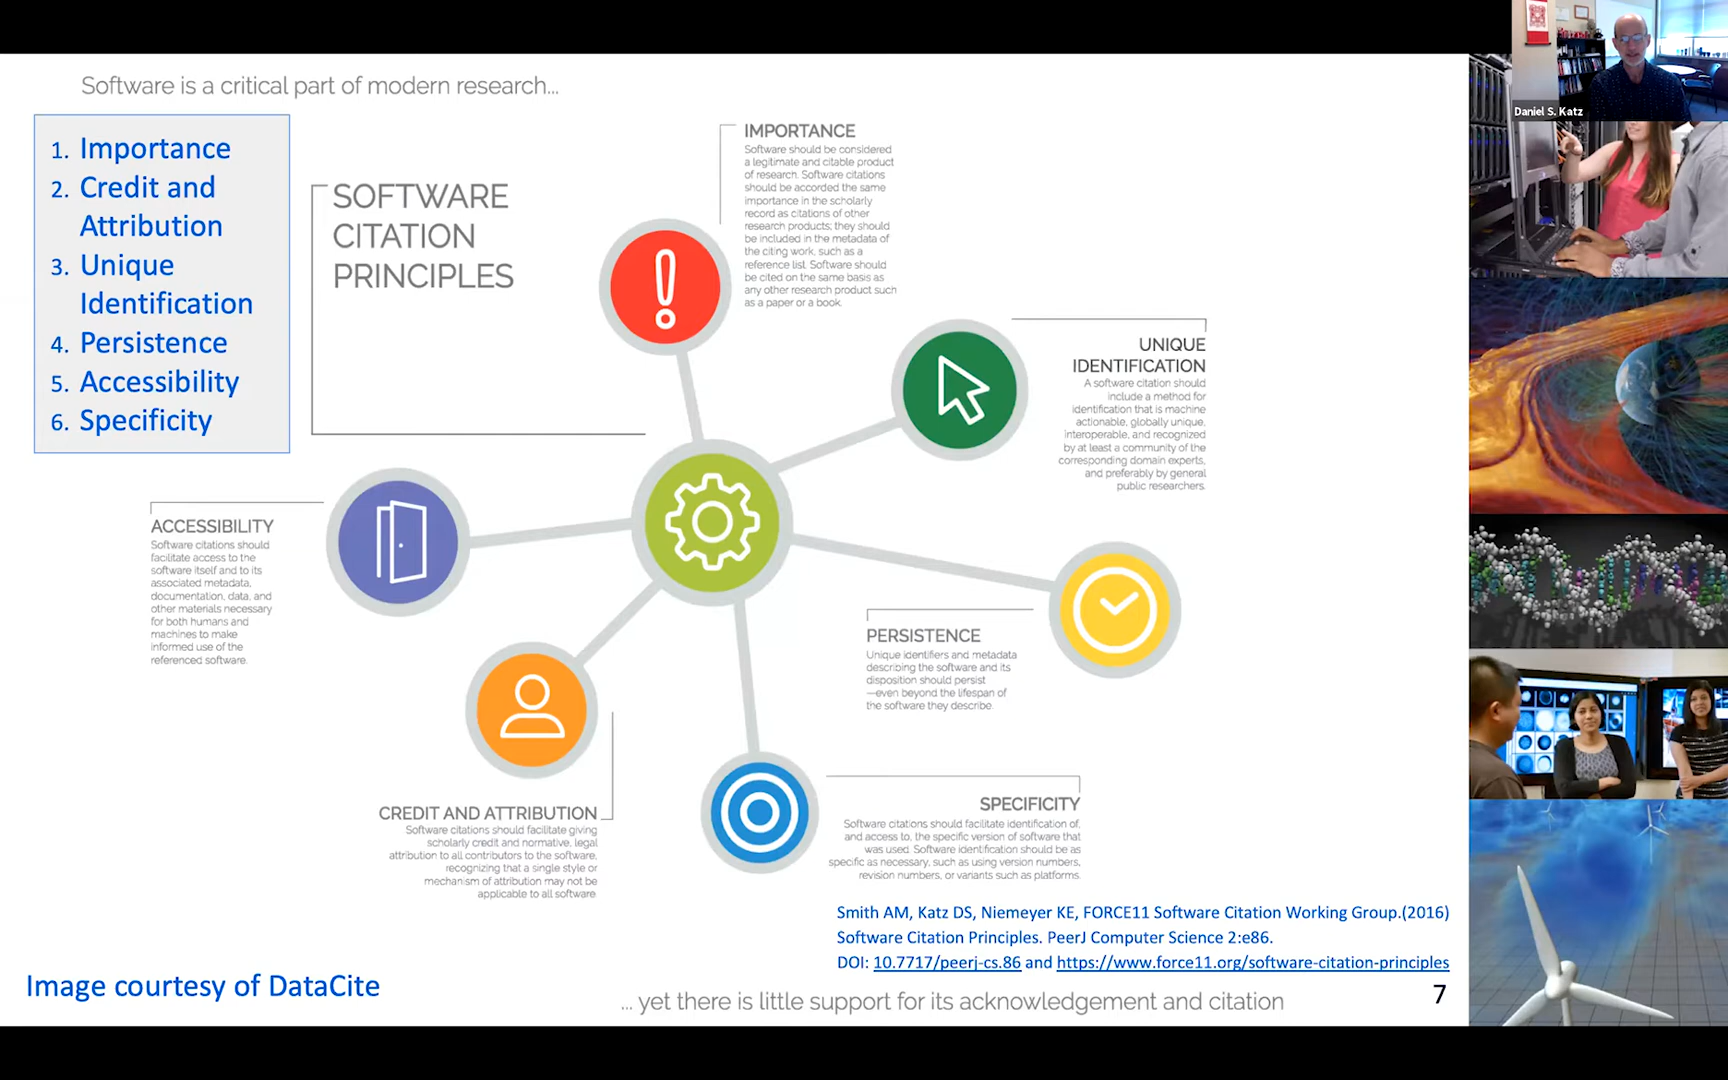 Software is a critical part of modern research...
1. Importance
2. Credit and
Attribution
3. Unique
Identification
4. Persistence
5. Accessibility
6. Specificity
SOFTWARE
CITATION
PRINCIPLES
IMPORTANCE
Software should be considered
a legitimate and citable product
of research. Software citations
should be accorded the same
importance in the scholarly
record as citations of other
research products; they should
be included in the metadata of
the citing work, such as a
reference list. Software should
be cited on the same basis as
any other research product such
as a paper or a book.
UNIQUE
IDENTIFICATION
A software citation should
include a method for
identification that is machine
actionable, globally unique,
interoperable, and recognized
by at least a community of the
corresponding domain experts,
and preferably by general
public researchers.
ACCESSIBILITY
Software citations should
facilitate access to the
software itself and to its
associated metadata,
documentation, data, and
other materials necessary
for both humans and
machines to make
informed use of the
referenced software.
PERSISTENCE
Unique identifiers and metadata
describing the software and its
disposition should persist
—even beyond the lifespan of
the software they describe.
CREDIT AND ATTRIBUTION
Software citations should facilitate giving
scholarly credit and normative, legal
attribution to all contributors to the software,
recognizing that a single style or
mechanism of attribution may not be
applicable to all software.
SPECIFICITY
Software citations should facilitate identification of,
and access to, the specific version of software that
was used. Software identification should be as
specific as necessary, such as using version numbers,
revision numbers, or variants such as platforms.
Smith AM, Katz DS, Niemeyer KE, FORCE11 Software Citation Working Group.(2016)
Software Citation Principles. PeerJ Computer Science 2:e86.
DOI: 10.7717/peerj-cs.86 and https://www.force11.org/software-citation-principles
Image courtesy of DataCite
... yet there is little support for its acknowledgement and citation
7
Daniel S. Katz